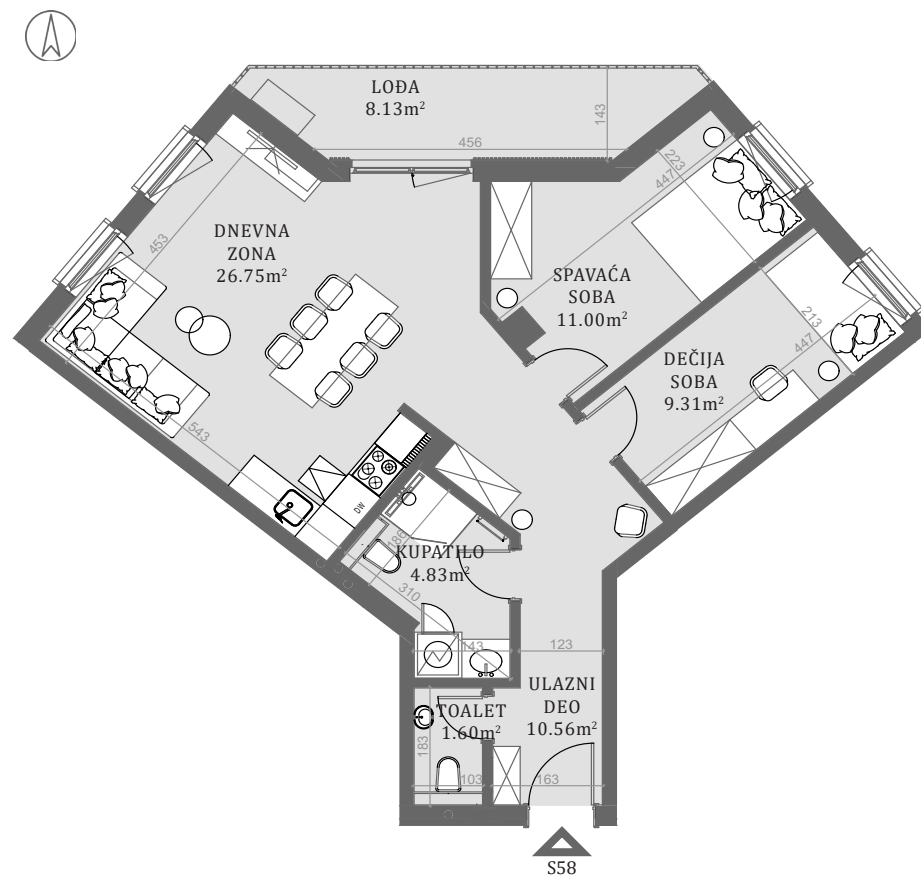 LOĐA
8.13m²
143
456
223
447
DNEVNA
ZONA
26.75m²
453
SPAVAĆA
SOBA
11.00m²
213
447
DEČIJA
SOBA
9.31m²
543
DW
186
KUPATILO
4.83m²
310
143
123
ULAZNI
DEO
10.56m²
TOALET
1.60m²
183
103
163
S58